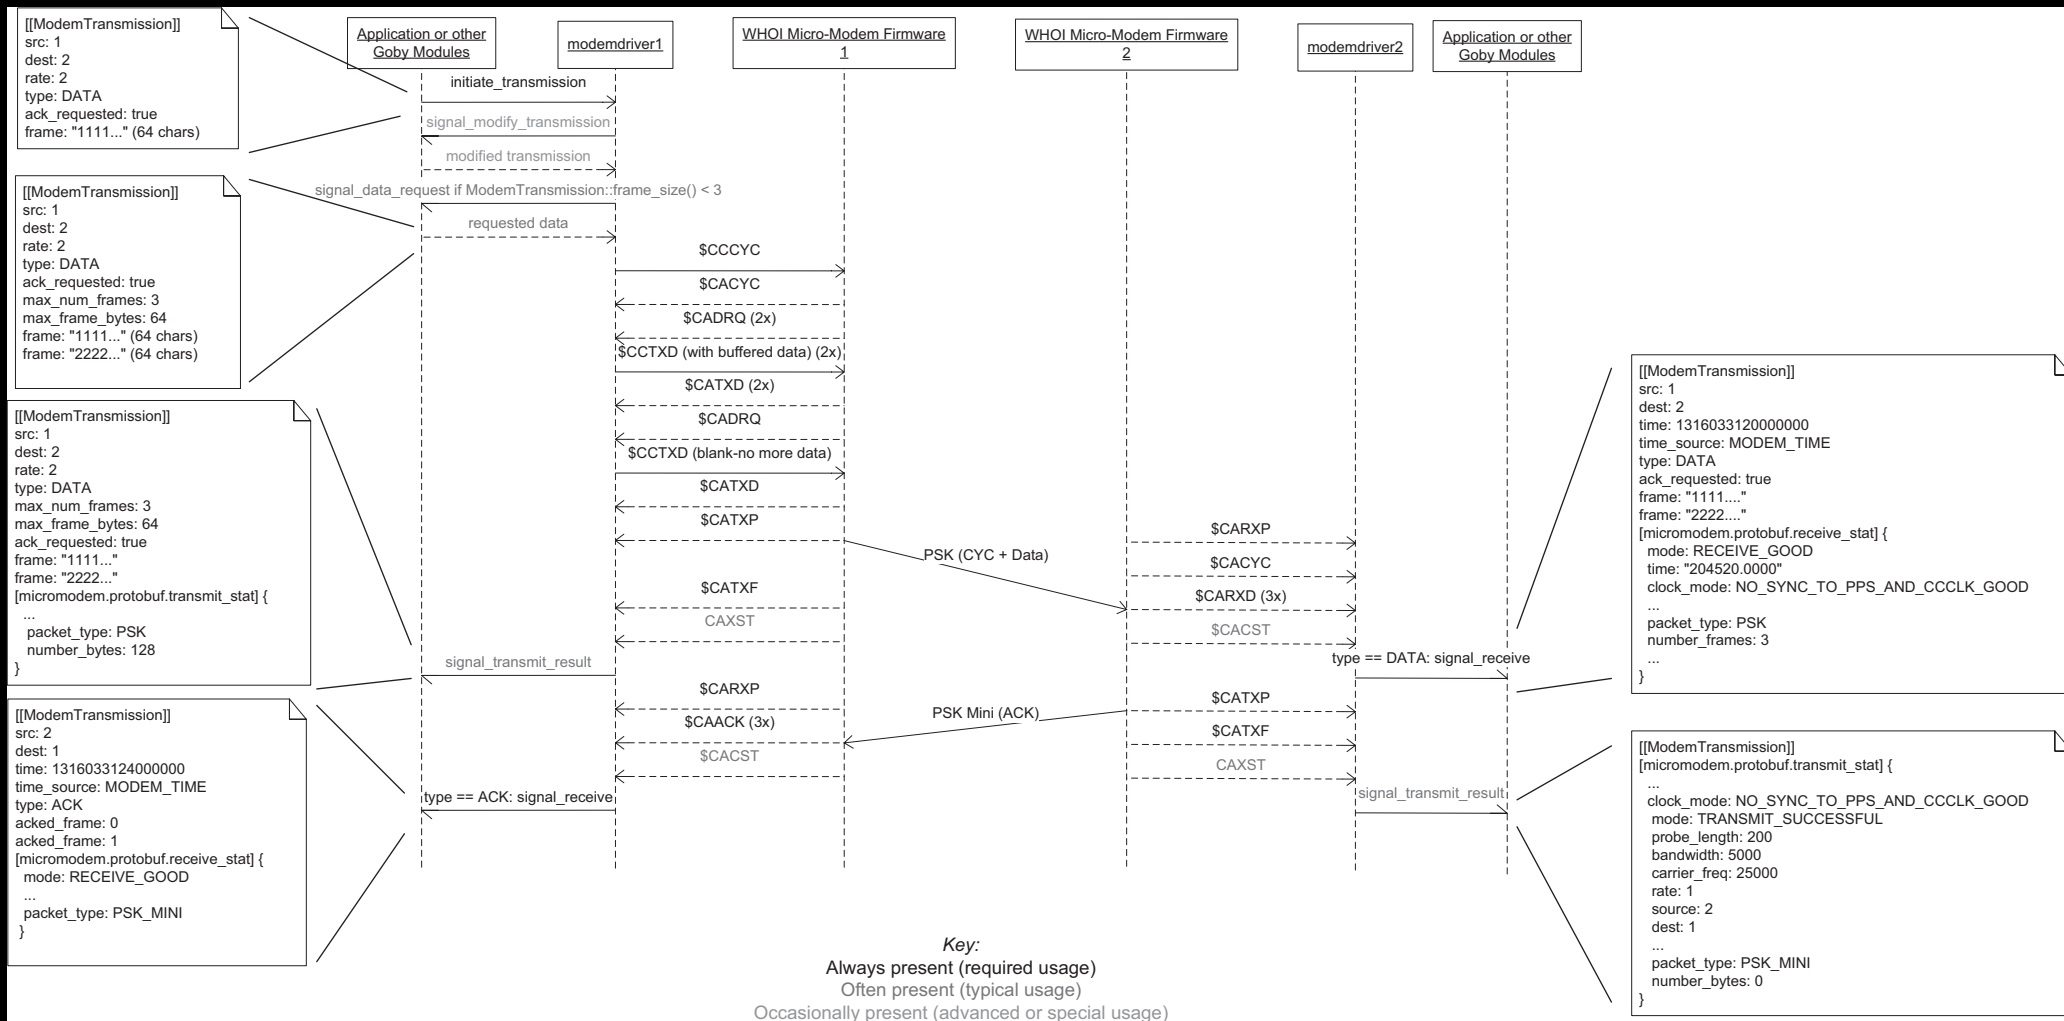 [[ModemTransmission]]
src: 1
dest: 2
rate: 2
type: DATA
ack_requested: true
frame: "1111..." (64 chars)
[[ModemTransmission]]
src: 1
dest: 2
rate: 2
type: DATA
ack_requested: true
max_num_frames: 3
max_frame_bytes: 64
frame: "1111..." (64 chars)
frame: "2222..." (64 chars)
[[ModemTransmission]]
src: 1
dest: 2
rate: 2
type: DATA
max_num_frames: 3
max_frame_bytes: 64
ack_requested: true
frame: "1111..."
frame: "2222..."
[micromodem.protobuf.transmit_stat] {
...
packet_type: PSK
number_bytes: 128
}
[[ModemTransmission]]
src: 2
dest: 1
time: 1316033124000000
time_source: MODEM_TIME
type: ACK
acked_frame: 0
acked_frame: 1
[micromodem.protobuf.receive_stat] {
mode: RECEIVE_GOOD
...
packet_type: PSK_MINI
}
Application or other
Goby Modules
modemdriver1
WHOI Micro-Modem Firmware
1
WHOI Micro-Modem Firmware
2
modemdriver2
Application or other
Goby Modules
initiate_transmission
signal_modify_transmission
modified transmission
signal_data_request if ModemTransmission::frame_size() < 3
requested data
$CCCYC
$CACYC
$CADRQ (2x)
$CCTXD (with buffered data) (2x)
$CATXD (2x)
$CADRQ
$CCTXD (blank-no more data)
$CATXD
$CATXP
PSK (CYC + Data)
$CARXP
$CACYC
$CARXD (3x)
$CACST
$CATXF
CAXST
signal_transmit_result
type == DATA: signal_receive
$CARXP
$CAACK (3x)
$CACST
PSK Mini (ACK)
$CATXP
$CATXF
CAXST
type == ACK: signal_receive
signal_transmit_result
[[ModemTransmission]]
src: 1
dest: 2
time: 1316033120000000
time_source: MODEM_TIME
type: DATA
ack_requested: true
frame: "1111...."
frame: "2222...."
[micromodem.protobuf.receive_stat] {
mode: RECEIVE_GOOD
time: "204520.0000"
clock_mode: NO_SYNC_TO_PPS_AND_CCCLK_GOOD
...
packet_type: PSK
number_frames: 3
...
}
[[ModemTransmission]]
[micromodem.protobuf.transmit_stat] {
...
clock_mode: NO_SYNC_TO_PPS_AND_CCCLK_GOOD
mode: TRANSMIT_SUCCESSFUL
probe_length: 200
bandwidth: 5000
carrier_freq: 25000
rate: 1
source: 2
dest: 1
...
packet_type: PSK_MINI
number_bytes: 0
}
Key:
Always present (required usage)
Often present (typical usage)
Occasionally present (advanced or special usage)